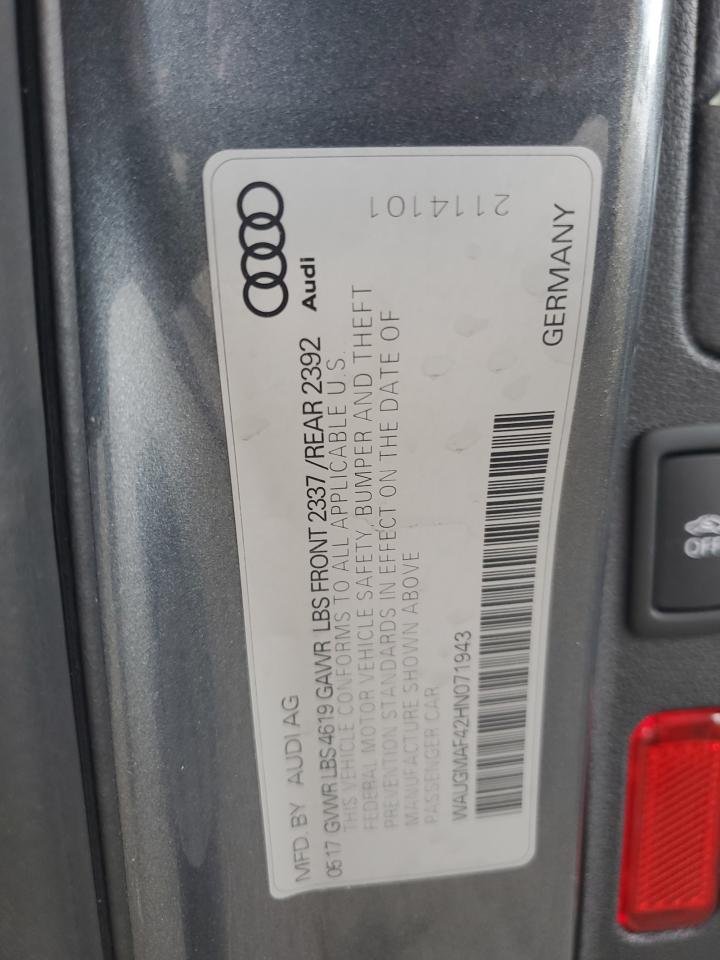 MFD. BY AUDI AG
0517 GVWR LBS 4619 GAWR LBS FRONT 2337 / REAR 2392
THIS VEHICLE CONFORMS TO ALL APPLICABLE U.S.
FEDERAL MOTOR VEHICLE SAFETY, BUMPER AND THEFT
PREVENTION STANDARDS IN EFFECT ON THE DATE OF
MANUFACTURE SHOWN ABOVE
PASSENGER CAR
WAUGMAF42HN071943
Audi
2114101
GERMANY
OFF